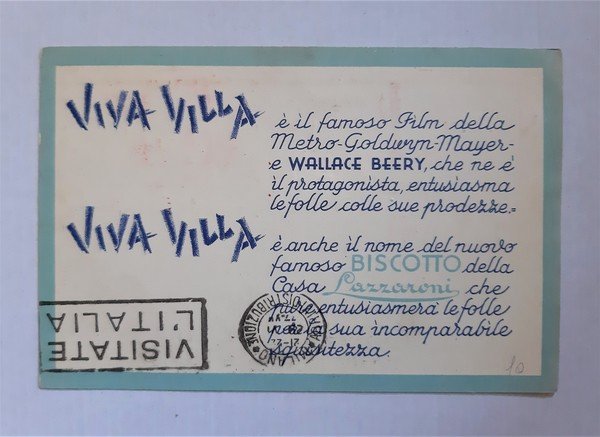 VIVA VILLA
è il famoso Film della
Metro-Goldwyn-Mayer-
e WALLACE BEERY, che ne è
il protagonista, entusiasma
le folle colle sue prodezze.=
VIVA VILLA
è anche il nome del nuovo
famoso BISCOTTO della
Casa Lazzaroni, che
entusiasmerà le folle
la sua incomparabile
squisitezza.
VISITATE
L'ITALIA
MILANO
DISTRIBUZIONE
10